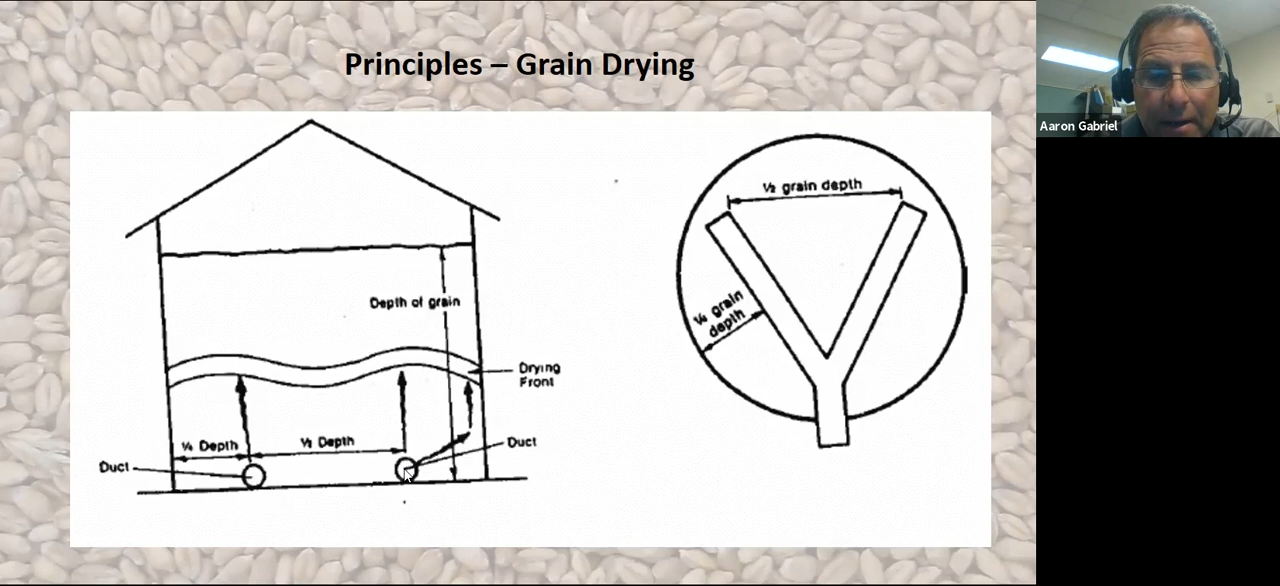 Principles – Grain Drying
Aaron Gabriel
½ grain depth
¼ grain
depth
Depth of grain
Drying
Front
¼ Depth
½ Depth
Duct
Duct